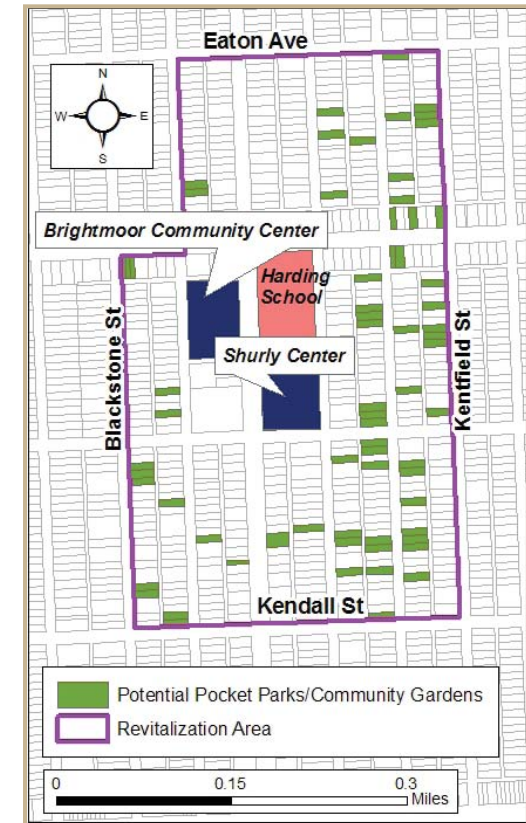 Eaton Ave
N
W
E
S
Brightmoor Community Center
Harding
School
Shurly Center
Blackstone St
Kentfield St
Kendall St
Potential Pocket Parks/Community Gardens
Revitalization Area
0
0.15
0.3
Miles